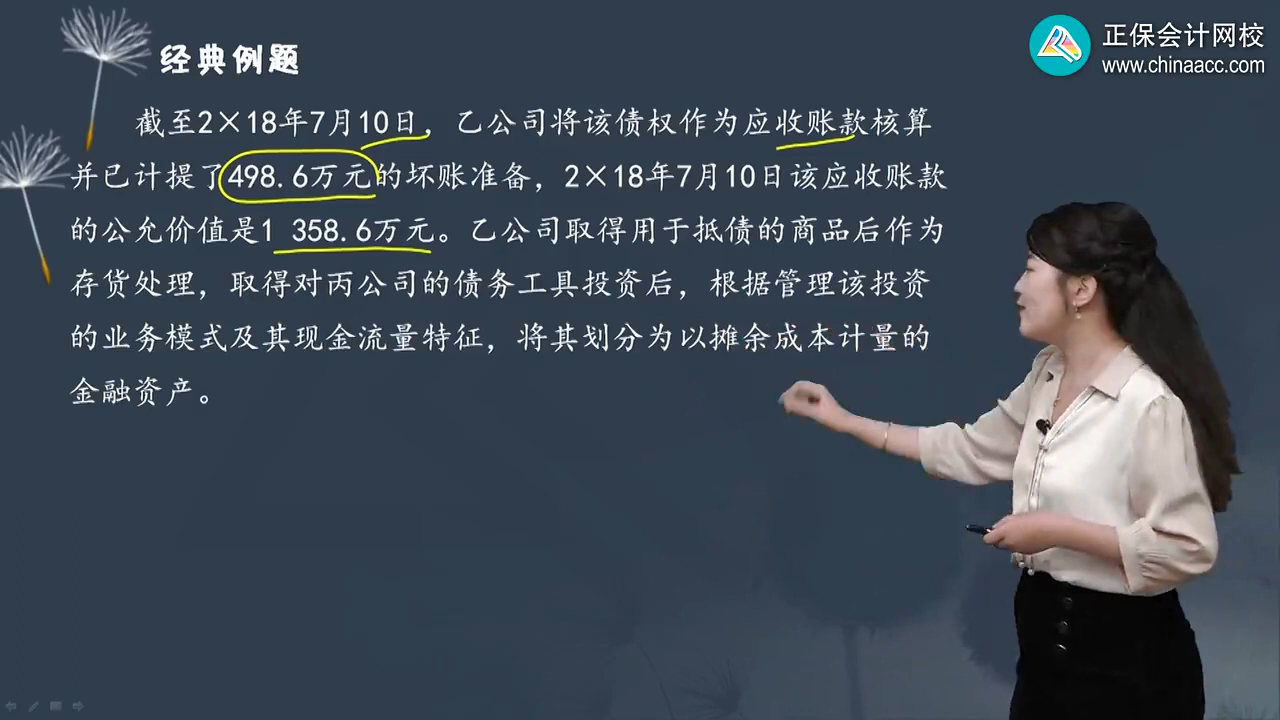 正保会计网校
www.chinaacc.com
经典例题
截至2×18年7月10日，乙公司将该债权作为应收账款核算
并已计提了498.6万元的坏账准备，2×18年7月10日该应收账款
的公允价值是1 358.6万元。乙公司取得用于抵债的商品后作为
存货处理，取得对丙公司的债务工具投资后，根据管理该投资
的业务模式及其现金流量特征，将其划分为以摊余成本计量的
金融资产。